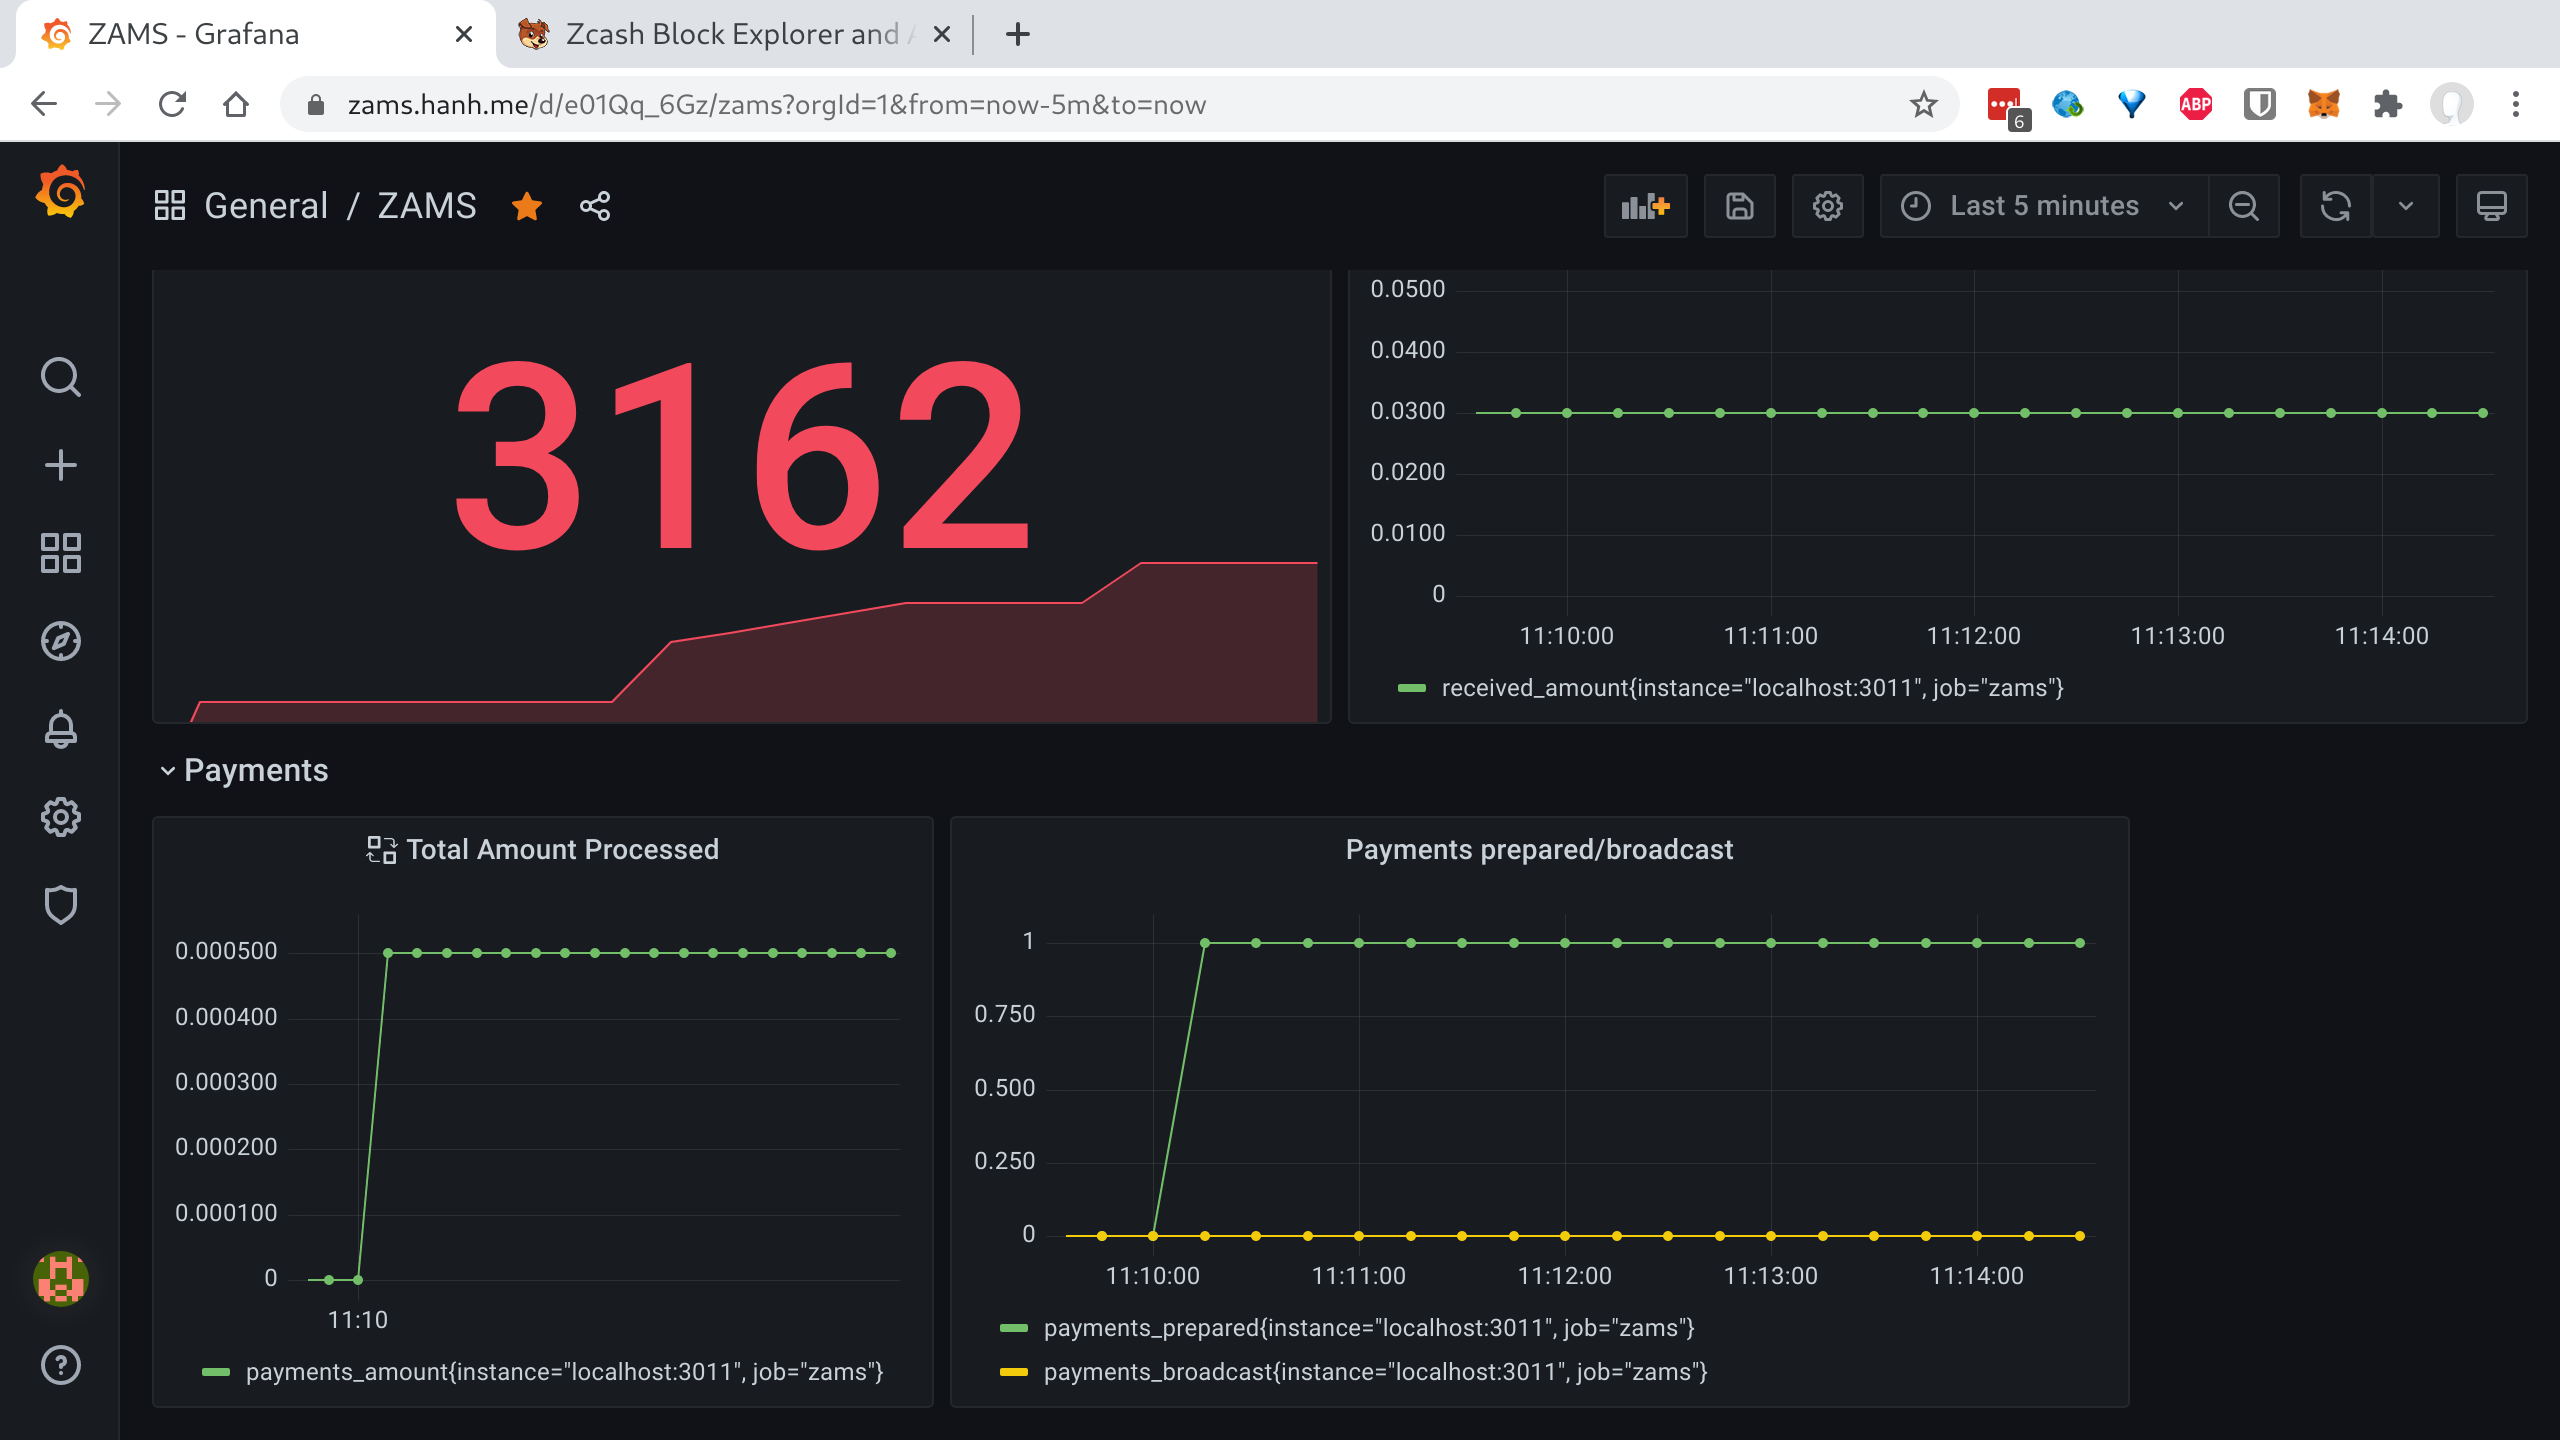 ZAMS - Grafana
Zcash Block Explorer and
zams.hanh.me/d/e01Qq_6Gz/zams?orgId=1&from=now-5m&to=now
ABP
6
General / ZAMS
Last 5 minutes
3162
0.0500
0.0400
0.0300
0.0200
0.0100
0
11:10:00 11:11:00 11:12:00 11:13:00 11:14:00
received_amount{instance="localhost:3011", job="zams"}
Payments
Total Amount Processed
0.000500
0.000400
0.000300
0.000200
0.000100
0
11:10
payments_amount{instance="localhost:3011", job="zams"}
Payments prepared/broadcast
1
0.750
0.500
0.250
0
11:10:00 11:11:00 11:12:00 11:13:00 11:14:00
payments_prepared{instance="localhost:3011", job="zams"}
payments_broadcast{instance="localhost:3011", job="zams"}